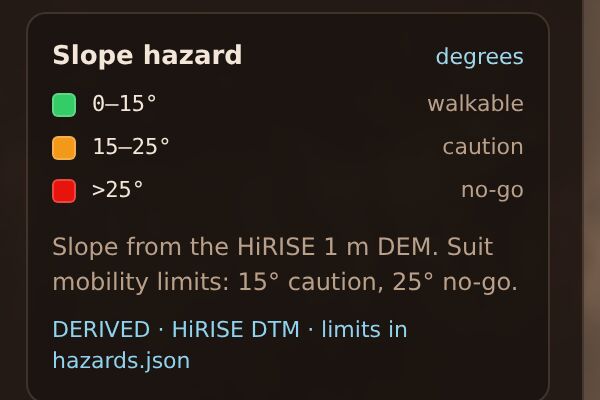 Slope hazard degrees
0–15° walkable
15–25° caution
>25° no-go
Slope from the HiRISE 1 m DEM. Suit
mobility limits: 15° caution, 25° no-go.
DERIVED · HiRISE DTM · limits in
hazards.json